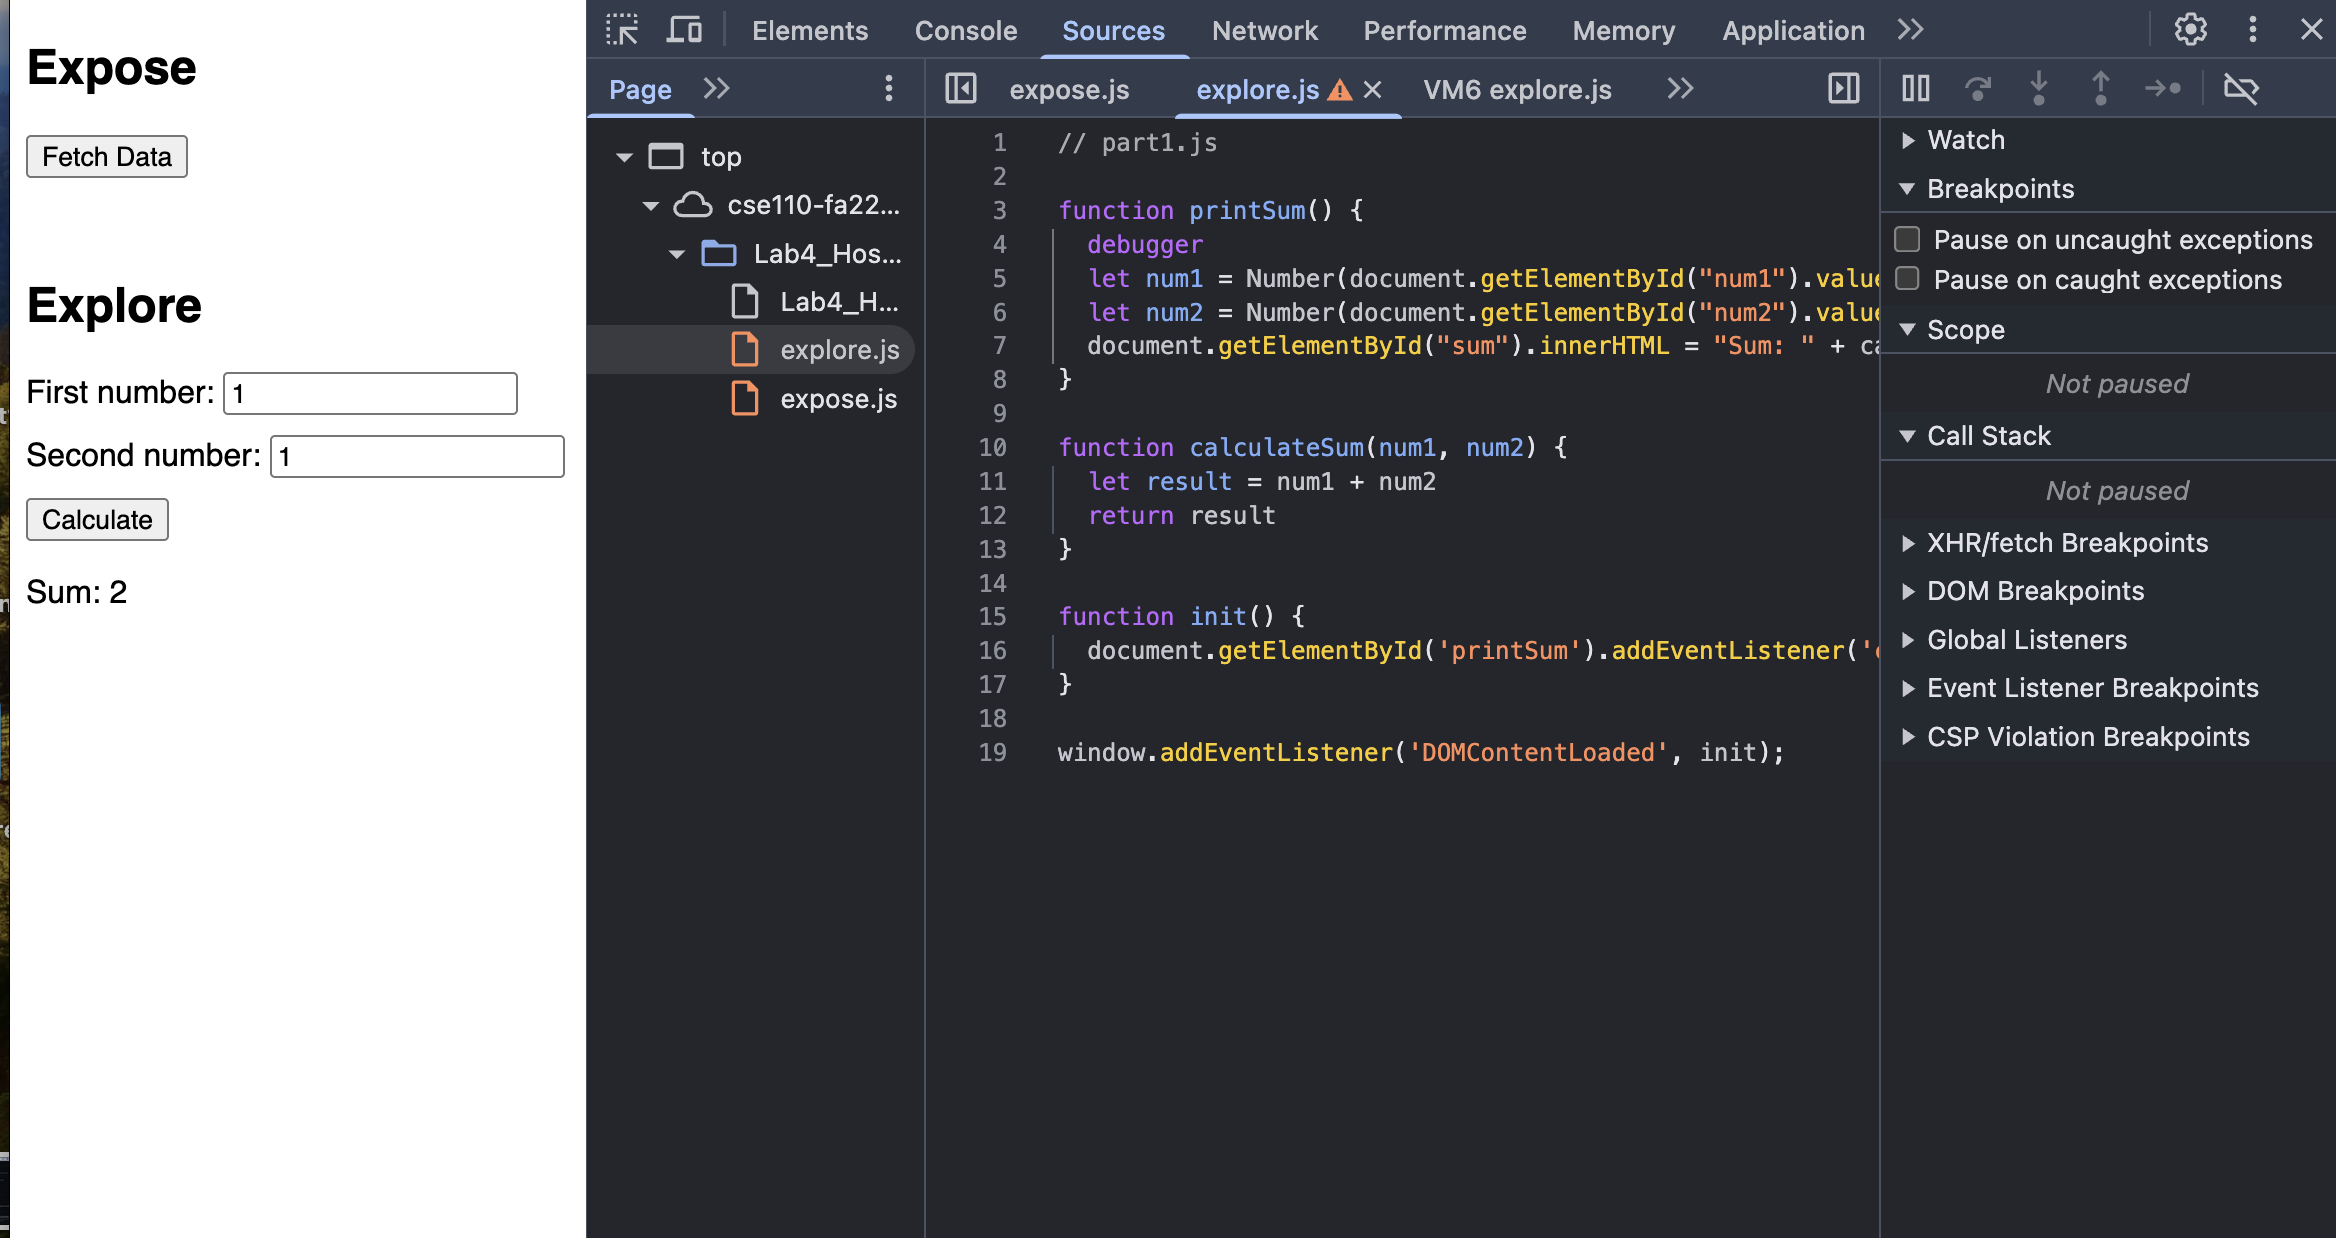 Expose
Fetch Data
Explore
First number: 1
Second number: 1
Calculate
Sum: 2
Elements Console Sources Network Performance Memory Application
Page
top
cse110-fa22...
Lab4_Hos...
Lab4_H...
explore.js
expose.js
expose.js explore.js VM6 explore.js
1 // part1.js
2
3 function printSum() {
4 debugger
5 let num1 = Number(document.getElementById("num1").value
6 let num2 = Number(document.getElementById("num2").value
7 document.getElementById("sum").innerHTML = "Sum: " + ca
8 }
9
10 function calculateSum(num1, num2) {
11 let result = num1 + num2
12 return result
13 }
14
15 function init() {
16 document.getElementById('printSum').addEventListener('c
17 }
18
19 window.addEventListener('DOMContentLoaded', init);
Watch
Breakpoints
Pause on uncaught exceptions
Pause on caught exceptions
Scope
Not paused
Call Stack
Not paused
XHR/fetch Breakpoints
DOM Breakpoints
Global Listeners
Event Listener Breakpoints
CSP Violation Breakpoints